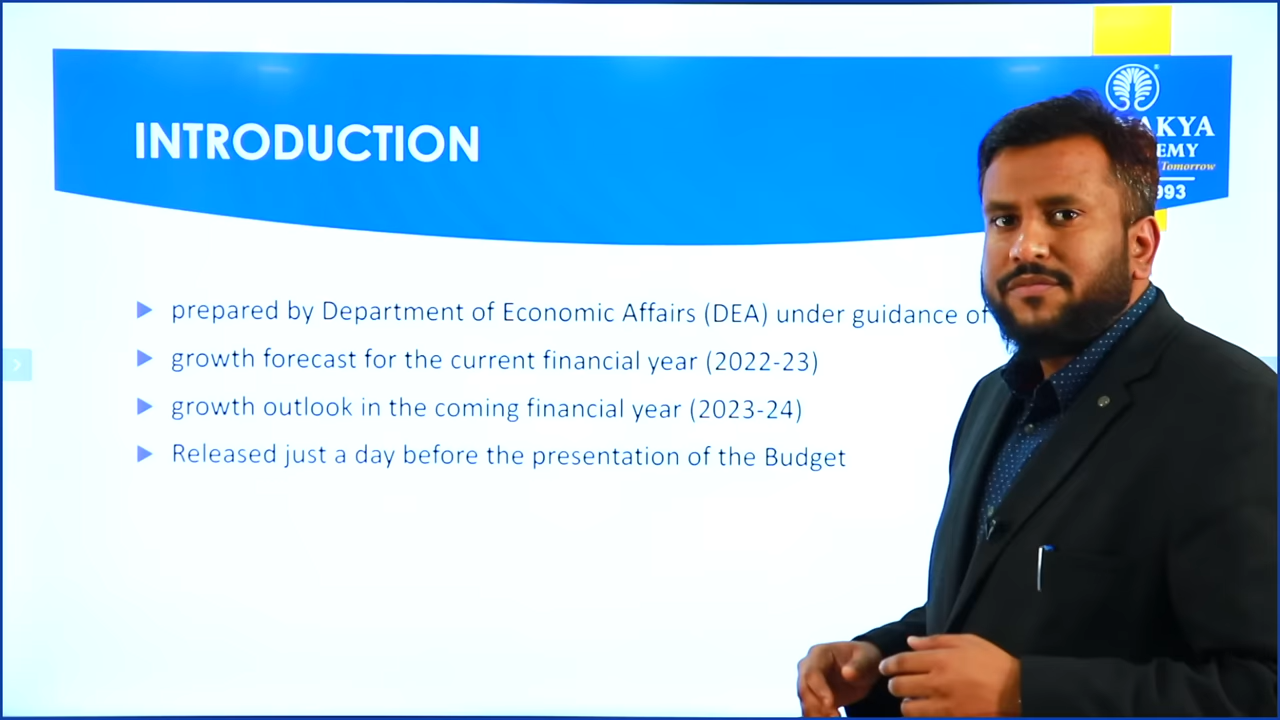 INTRODUCTION
AKYA
EMY
Tomorrow
993
prepared by Department of Economic Affairs (DEA) under guidance of
growth forecast for the current financial year (2022-23)
growth outlook in the coming financial year (2023-24)
Released just a day before the presentation of the Budget